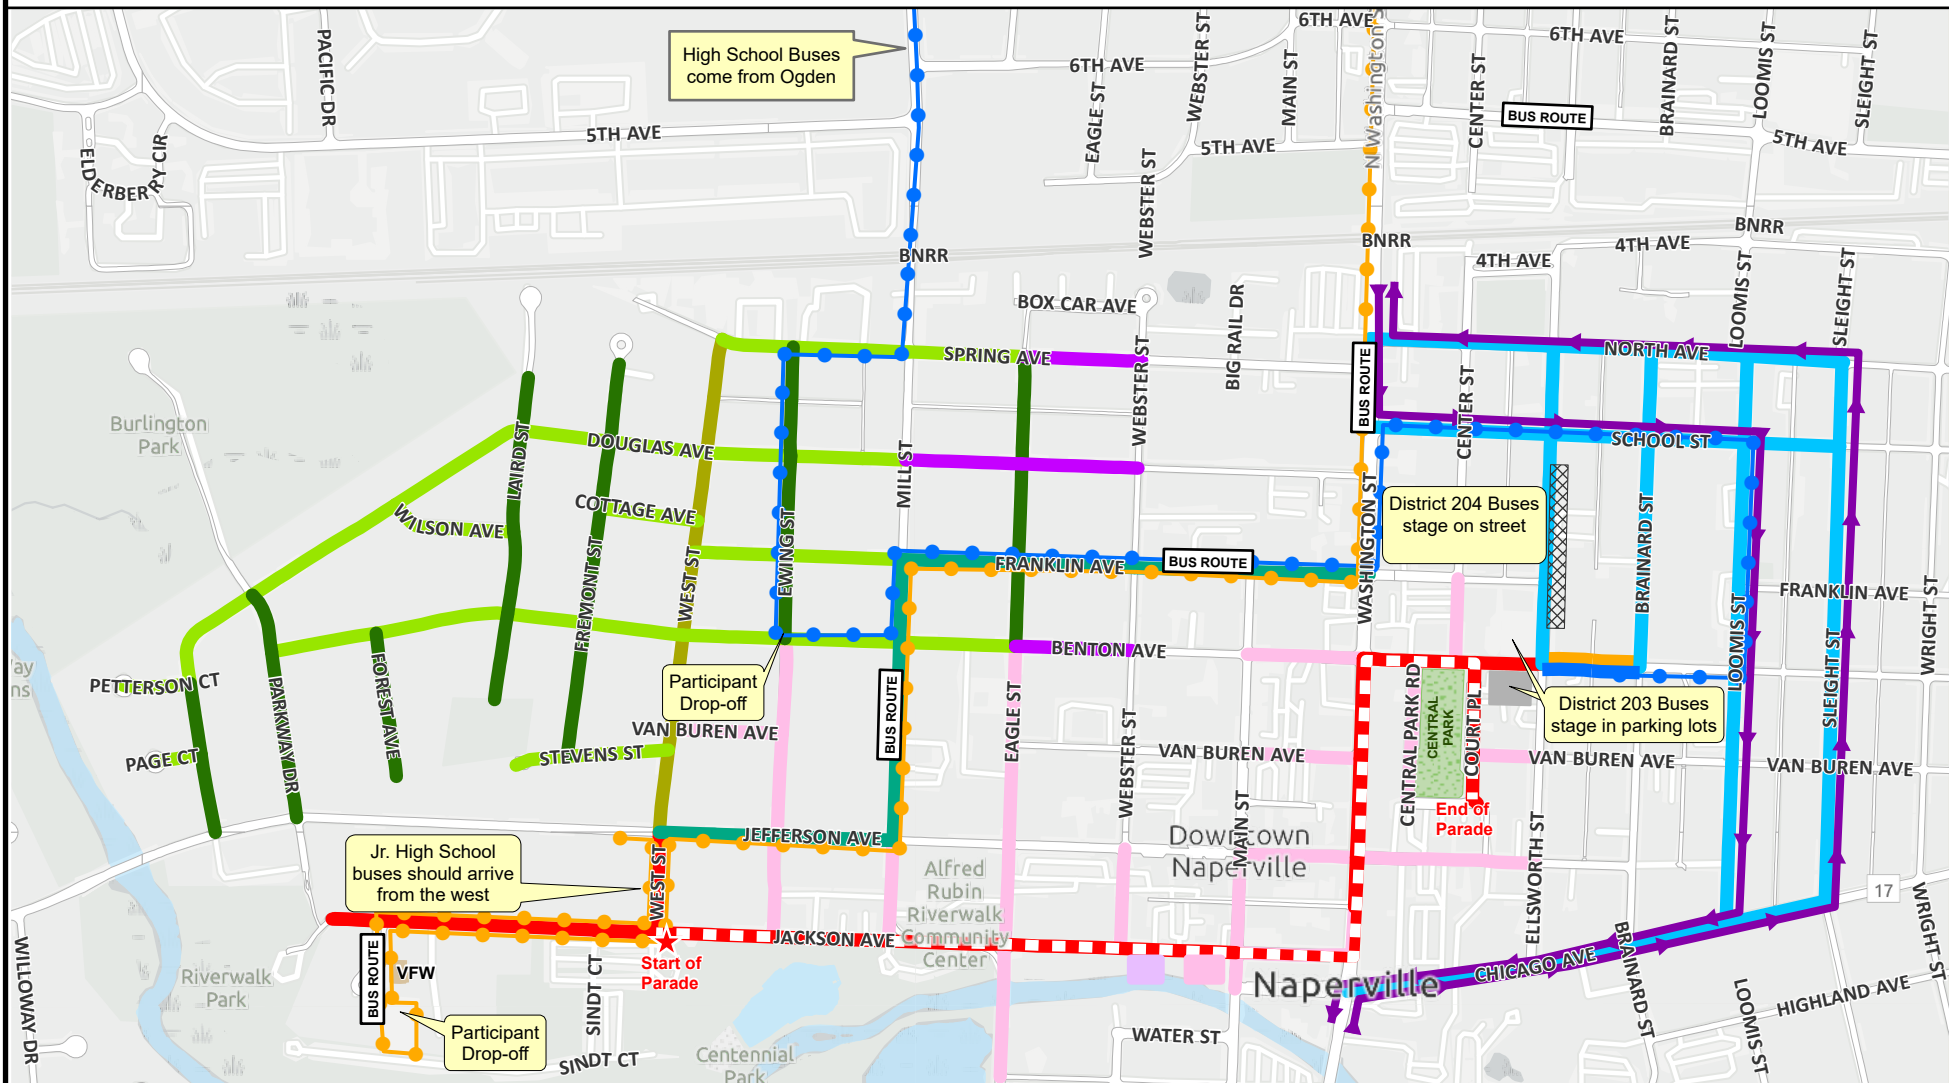 6TH AVE
N Washington S
6TH AVE
PACIFIC DR
High School Buses
come from Ogden
6TH AVE
WEBSTER ST
MAIN ST
CENTER ST
BRAINARD ST
LOOMIS ST
SLEIGHT ST
EAGLE ST
BUS ROUTE
5TH AVE
5TH AVE
5TH AVE
ELDERBERRY CIR
WEBSTER ST
BNRR
BNRR
BNRR
4TH AVE
4TH AVE
LOOMIS ST
SLEIGHT ST
BOX CAR AVE
BIG RAIL DR
WEBSTER ST
SPRING AVE
NORTH AVE
BUS ROUTE
CENTER ST
Burlington
Park
DOUGLAS AVE
SCHOOL ST
LAIRD ST
MILL ST
WILSON AVE
COTTAGE AVE
District 204 Buses
stage on street
WASHINGTON ST
BRAINARD ST
EWING ST
WEST ST
FREMONT ST
FRANKLIN AVE
BUS ROUTE
FRANKLIN AVE
WRIGHT ST
LOOMIS ST
SLEIGHT ST
BENTON AVE
PETTERSON CT
PARKWAY DR
FOREST AVE
Participant
Drop-off
BUS ROUTE
EAGLE ST
WEBSTER ST
CENTRAL PARK RD
CENTRAL
PARK
COURT PL
District 203 Buses
stage in parking lots
VAN BUREN AVE
VAN BUREN AVE
VAN BUREN AVE
VAN BUREN AVE
PAGE CT
STEVENS ST
End of
Parade
MAIN ST
ELLSWORTH ST
JEFFERSON AVE
Downtown
Naperville
Jr. High School
buses should arrive
from the west
WEST ST
Alfred
Rubin
Riverwalk
Community
Center
17
WRIGHT ST
BRAINARD ST
JACKSON AVE
Start of
Parade
WILLOWAY DR
Riverwalk
Park
BUS ROUTE
VFW
SINDT CT
CHICAGO AVE
Naperville
LOOMIS ST
HIGHLAND AVE
Participant
Drop-off
SINDT CT
Centennial
Park
WATER ST